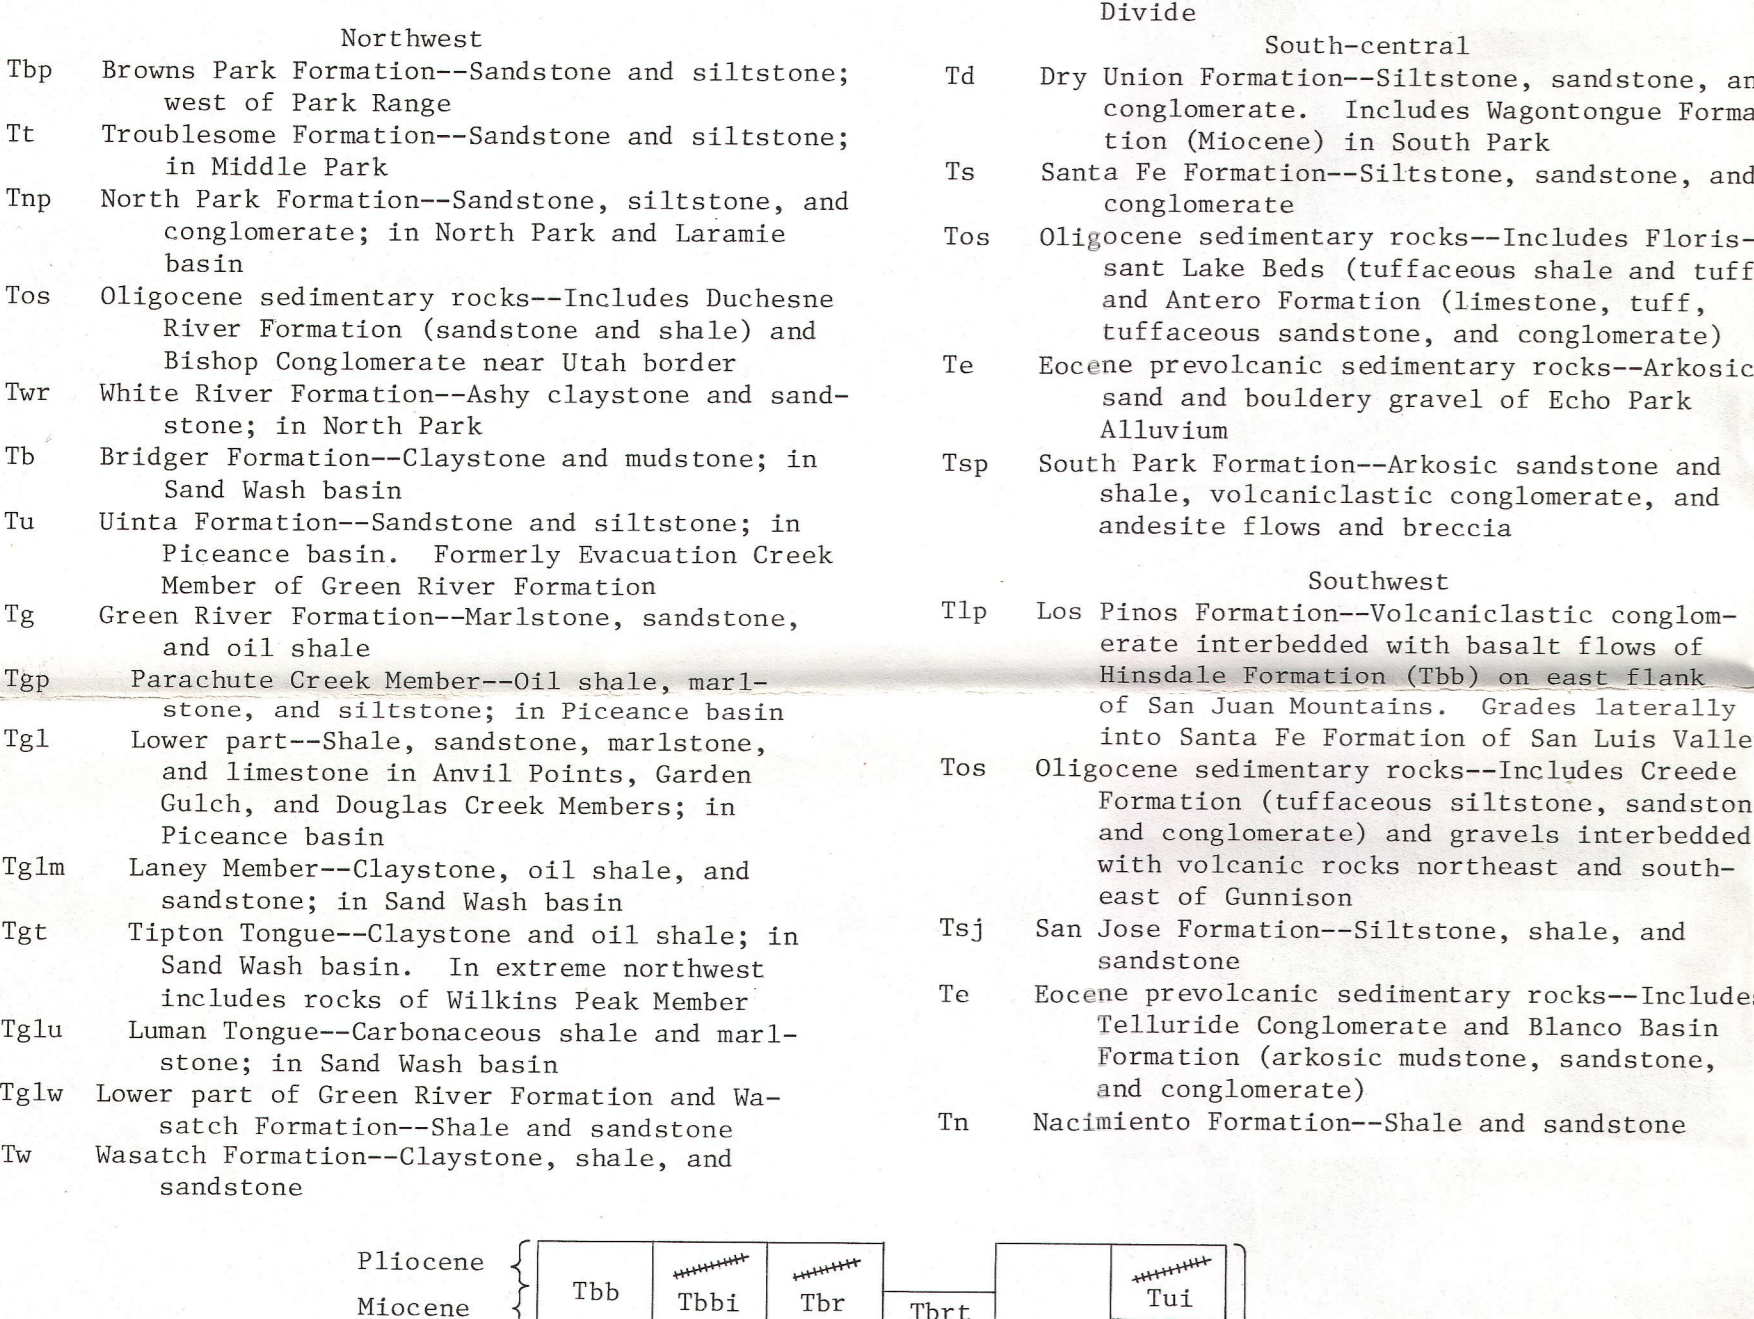 Divide
Northwest
Tbp Browns Park Formation--Sandstone and siltstone;
west of Park Range
Tt Troublesome Formation--Sandstone and siltstone;
in Middle Park
Tnp North Park Formation--Sandstone, siltstone, and
conglomerate; in North Park and Laramie
basin
Tos Oligocene sedimentary rocks--Includes Duchesne
River Formation (sandstone and shale) and
Bishop Conglomerate near Utah border
Twr White River Formation--Ashy claystone and sand-
stone; in North Park
Tb Bridger Formation--Claystone and mudstone; in
Sand Wash basin
Tu Uinta Formation--Sandstone and siltstone; in
Piceance basin. Formerly Evacuation Creek
Member of Green River Formation
Tg Green River Formation--Marlstone, sandstone,
and oil shale
Tgp Parachute Creek Member--Oil shale, marl-
stone, and siltstone; in Piceance basin
Tgl Lower part--Shale, sandstone, marlstone,
and limestone in Anvil Points, Garden
Gulch, and Douglas Creek Members; in
Piceance basin
Tglm Laney Member--Claystone, oil shale, and
sandstone; in Sand Wash basin
Tgt Tipton Tongue--Claystone and oil shale; in
Sand Wash basin. In extreme northwest
includes rocks of Wilkins Peak Member
Tglu Luman Tongue--Carbonaceous shale and marl-
stone; in Sand Wash basin
Tglw Lower part of Green River Formation and Wa-
satch Formation--Shale and sandstone
Tw Wasatch Formation--Claystone, shale, and
sandstone
South-central
Td Dry Union Formation--Siltstone, sandstone, an
conglomerate. Includes Wagontongue Forma
tion (Miocene) in South Park
Ts Santa Fe Formation--Siltstone, sandstone, and
conglomerate
Tos Oligocene sedimentary rocks--Includes Floris-
sant Lake Beds (tuffaceous shale and tuff
and Antero Formation (limestone, tuff,
tuffaceous sandstone, and conglomerate)
Te Eocene prevolcanic sedimentary rocks--Arkosic
sand and bouldery gravel of Echo Park
Alluvium
Tsp South Park Formation--Arkosic sandstone and
shale, volcaniclastic conglomerate, and
andesite flows and breccia
Southwest
Tlp Los Pinos Formation--Volcaniclastic conglom-
erate interbedded with basalt flows of
Hinsdale Formation (Tbb) on east flank
of San Juan Mountains. Grades laterally
into Santa Fe Formation of San Luis Valle
Tos Oligocene sedimentary rocks--Includes Creede
Formation (tuffaceous siltstone, sandston
and conglomerate) and gravels interbedded
with volcanic rocks northeast and south-
east of Gunnison
Tsj San Jose Formation--Siltstone, shale, and
sandstone
Te Eocene prevolcanic sedimentary rocks--Includes
Telluride Conglomerate and Blanco Basin
Formation (arkosic mudstone, sandstone,
and conglomerate)
Tn Nacimiento Formation--Shale and sandstone
Pliocene
Miocene
Tbb
Tbbi
Tbr
Tbrt
Tui